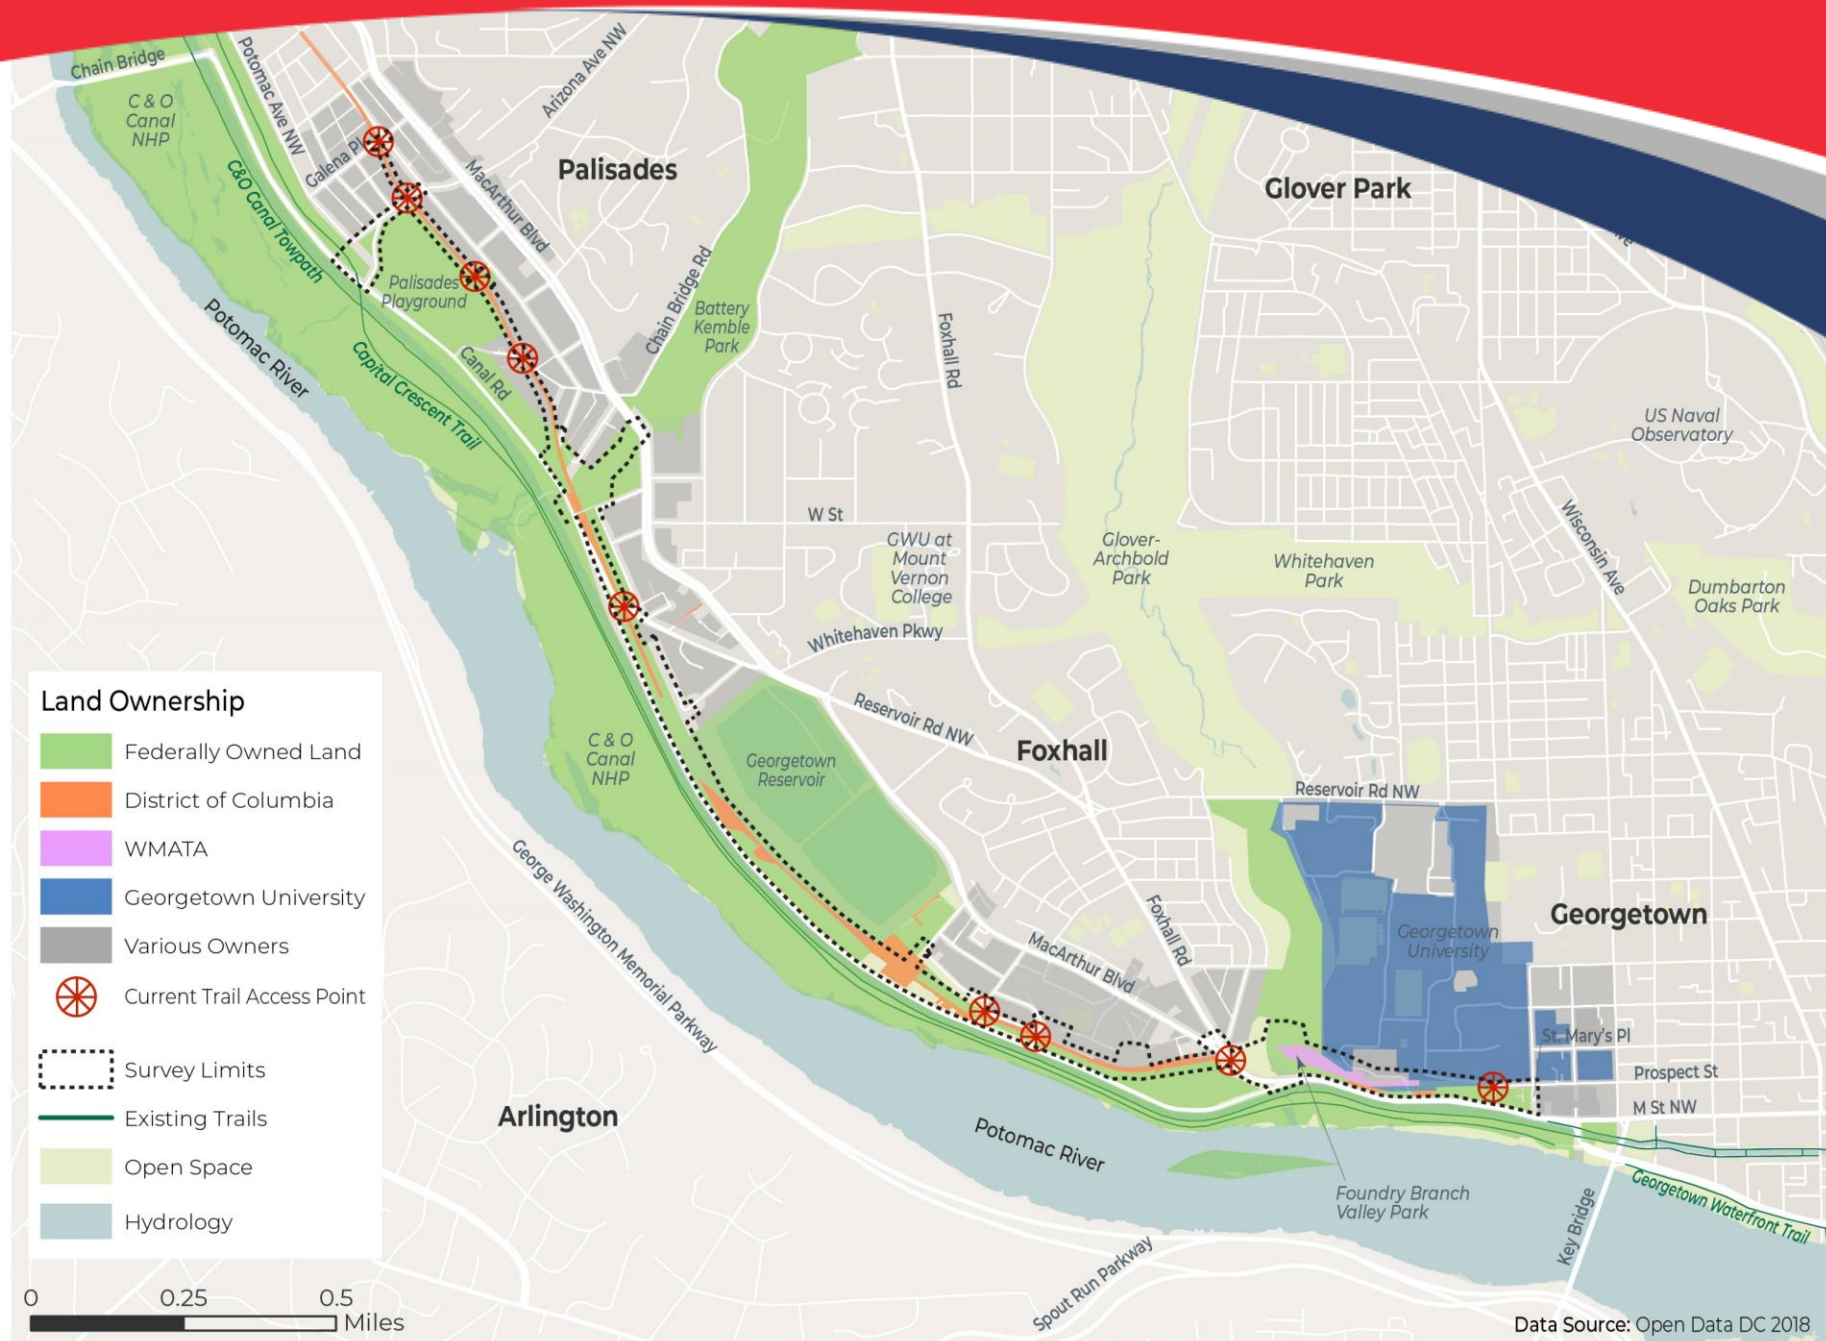 Chain Bridge
Potomac Ave NW
Arizona Ave NW
C & O
Canal
NHP
Galena Pl
MacArthur Blvd
Palisades
Glover Park
C&O Canal Towpath
Palisades
Playground
Chain Bridge Rd
Battery
Kemble
Park
Foxhall Rd
Potomac River
Canal Rd
Capital Crescent Trail
US Naval
Observatory
W St
GWU at
Mount
Vernon
College
Glover-
Archbold
Park
Whitehaven
Park
Wisconsin Ave
Dumbarton
Oaks Park
Whitehaven Pkwy
Reservoir Rd NW
C & O
Canal
NHP
Georgetown
Reservoir
Foxhall
Reservoir Rd NW
George Washington Memorial Parkway
Foxhall Rd
MacArthur Blvd
Georgetown
University
Georgetown
St. Mary's Pl
Prospect St
M St NW
Arlington
Potomac River
Foundry Branch
Valley Park
Georgetown Waterfront Trail
Key Bridge
Spout Run Parkway
Land Ownership
Federally Owned Land
District of Columbia
WMATA
Georgetown University
Various Owners
Current Trail Access Point
Survey Limits
Existing Trails
Open Space
Hydrology
0 0.25 0.5
Miles
Data Source: Open Data DC 2018